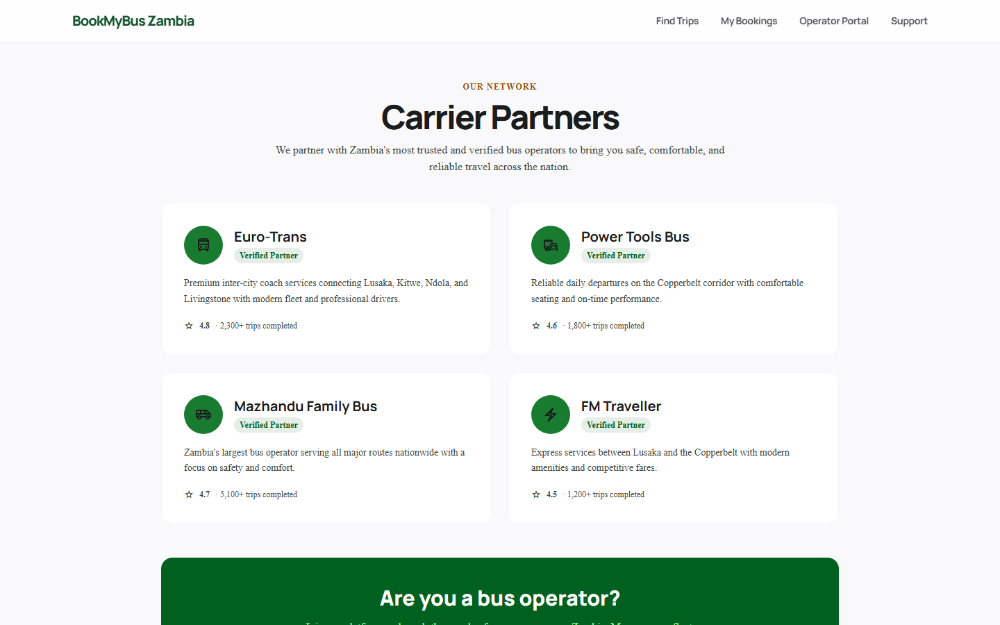 BookMyBus Zambia
Find Trips
My Bookings
Operator Portal
Support
OUR NETWORK
Carrier Partners
We partner with Zambia's most trusted and verified bus operators to bring you safe, comfortable, and
reliable travel across the nation.
Euro-Trans
Verified Partner
Premium inter-city coach services connecting Lusaka, Kitwe, Ndola, and
Livingstone with modern fleet and professional drivers.
4.8 · 2,300+ trips completed
Power Tools Bus
Verified Partner
Reliable daily departures on the Copperbelt corridor with comfortable
seating and on-time performance.
4.6 · 1,800+ trips completed
Mazhandu Family Bus
Verified Partner
Zambia's largest bus operator serving all major routes nationwide with a
focus on safety and comfort.
4.7 · 5,100+ trips completed
FM Traveller
Verified Partner
Express services between Lusaka and the Copperbelt with modern
amenities and competitive fares.
4.5 · 1,200+ trips completed
Are you a bus operator?